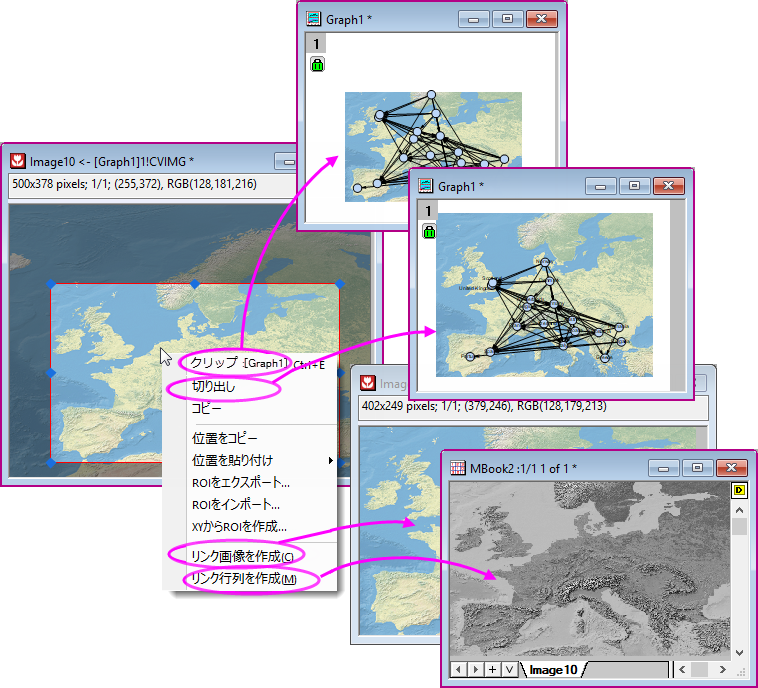 Graph1 *
1
Image10 <- [Graph1]1!CVIMG *
500x378 pixels; 1/1; (255,372), RGB(128,181,216)
Graph1 *
1
クリップ :[Graph1] Ctrl+E
切り出し
コピー
位置をコピー
位置を貼り付け
ROIをエクスポート...
ROIをインポート...
XYからROIを作成...
リンク画像を作成(C)
リンク行列を作成(M)
Image
402x249 pixels; 1/1; (379,246), RGB(128,179,213)
MBook2 :1/1 1 of 1 *
D
Image10